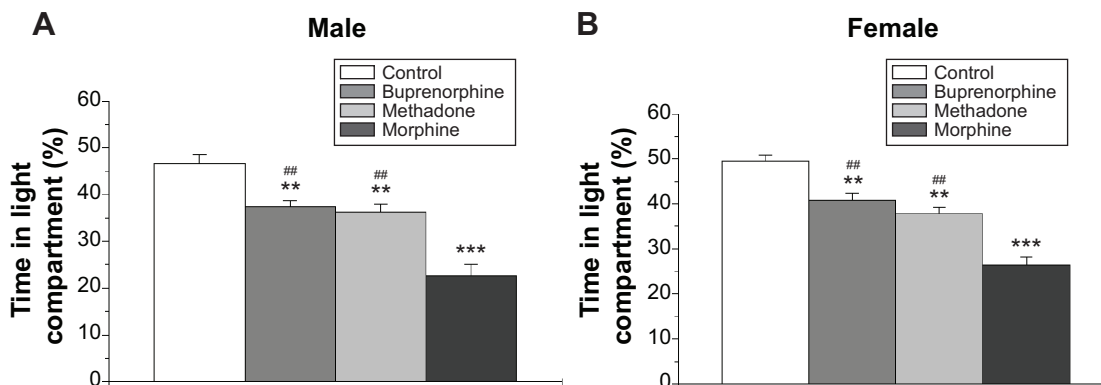 A
Male
Control
Buprenorphine
Methadone
Morphine
Time in light
compartment (%)
60
50
40
30
20
10
0
##
**
##
**
***
B
Female
Control
Buprenorphine
Methadone
Morphine
Time in light
compartment (%)
60
50
40
30
20
10
0
##
**
##
**
***